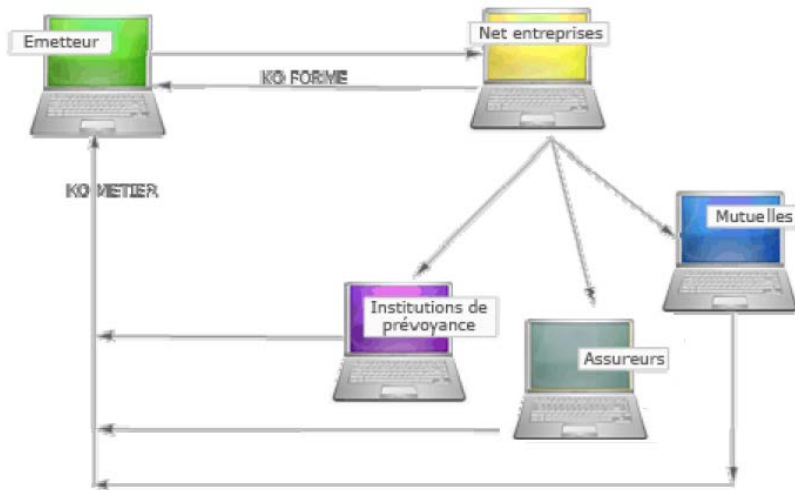 Emetteur
Net entreprises
KO FORME
KO METIER
Mutuelles
Institutions de
prévoyance
Assureurs